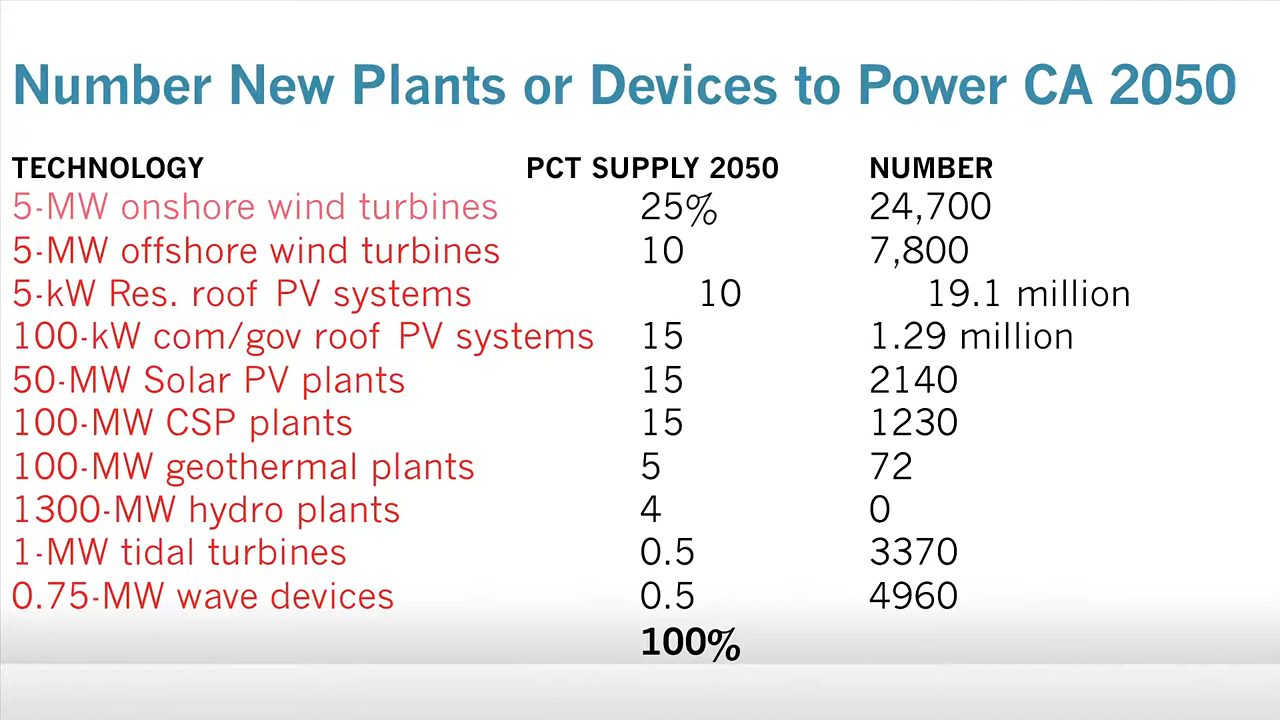 Number New Plants or Devices to Power CA 2050
TECHNOLOGY PCT SUPPLY 2050 NUMBER
5-MW onshore wind turbines 25% 24,700
5-MW offshore wind turbines 10 7,800
5-kW Res. roof PV systems 10 19.1 million
100-kW com/gov roof PV systems 15 1.29 million
50-MW Solar PV plants 15 2140
100-MW CSP plants 15 1230
100-MW geothermal plants 5 72
1300-MW hydro plants 4 0
1-MW tidal turbines 0.5 3370
0.75-MW wave devices 0.5 4960
100%